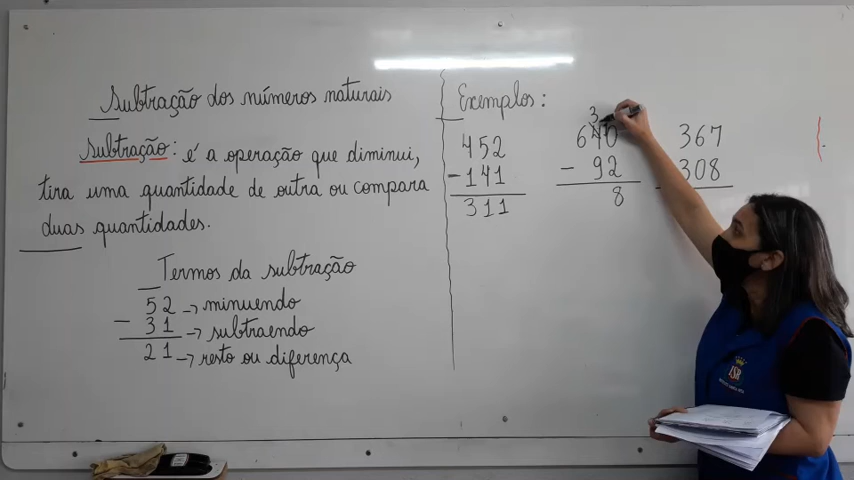 Subtração dos números naturais
Subtração: é a operação que diminui,
tira uma quantidade de outra ou compara
duas quantidades.
Termos da subtração
52 → minuendo
- 31 → subtraendo
21 → resto ou diferença
Exemplos:
452
-141
311
3
640
- 92
8
367
- 308